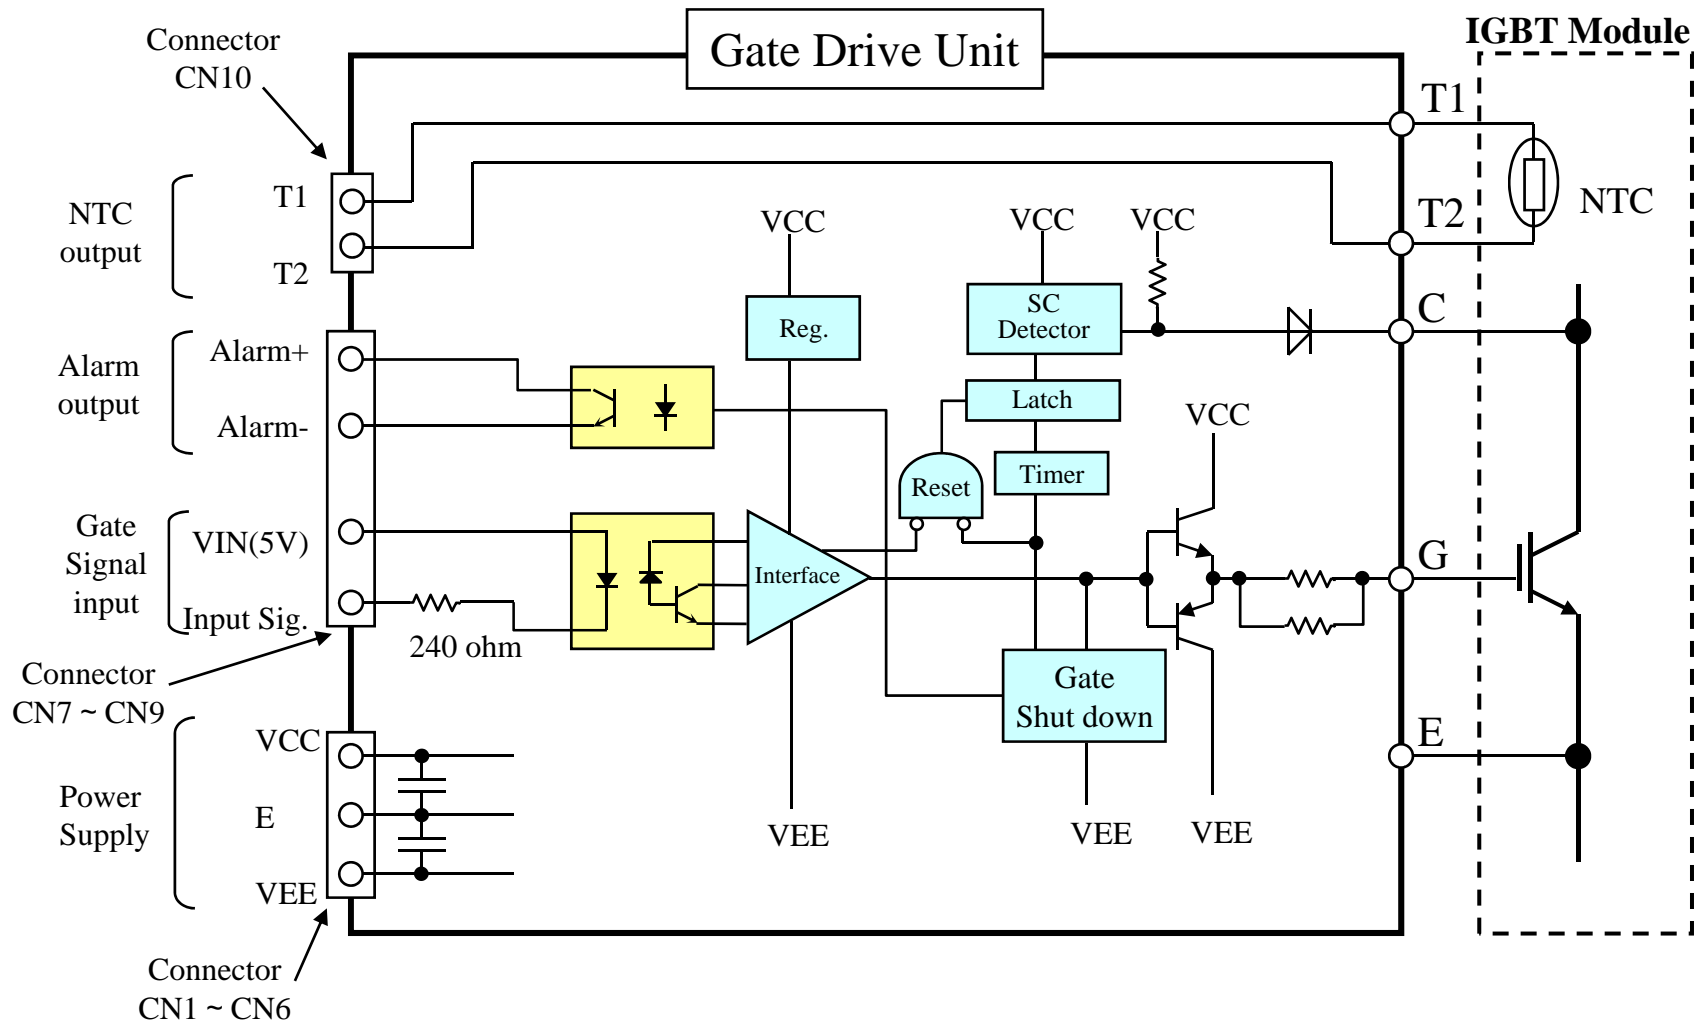 Gate Drive Unit
IGBT Module
Connector
CN10
T1
T1
T2
NTC
NTC
output
T2
VCC
VCC
VCC
Reg.
SC
Detector
C
Alarm
output
Alarm+
Alarm-
Latch
VCC
Timer
Reset
Gate
Signal
input
VIN(5V)
Input Sig.
240 ohm
Interface
G
Connector
CN7 ~ CN9
Gate
Shut down
E
Power
Supply
VCC
E
VEE
VEE
VEE
VEE
Connector
CN1 ~ CN6